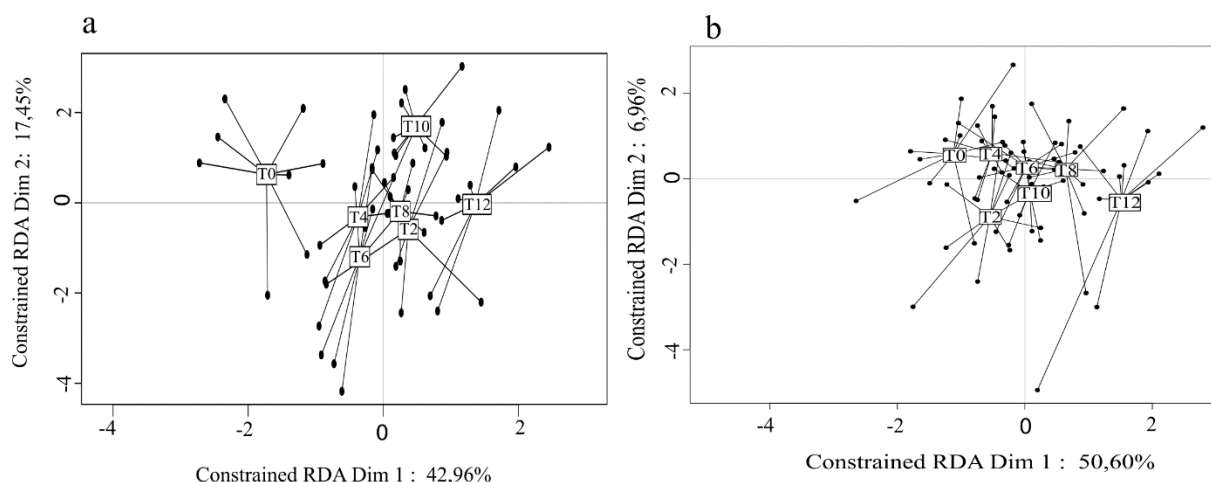 a
Constrained RDA Dim 2 : 17,45%
2
0
-2
-4
T10
T0
T12
T4
T8
T2
T6
-4
-2
0
2
Constrained RDA Dim 1 : 42,96%
b
Constrained RDA Dim 2 : 6,96%
2
0
-2
-4
T0
T4
T6
T8
T10
T12
T2
-4
-2
0
2
Constrained RDA Dim 1 : 50,60%